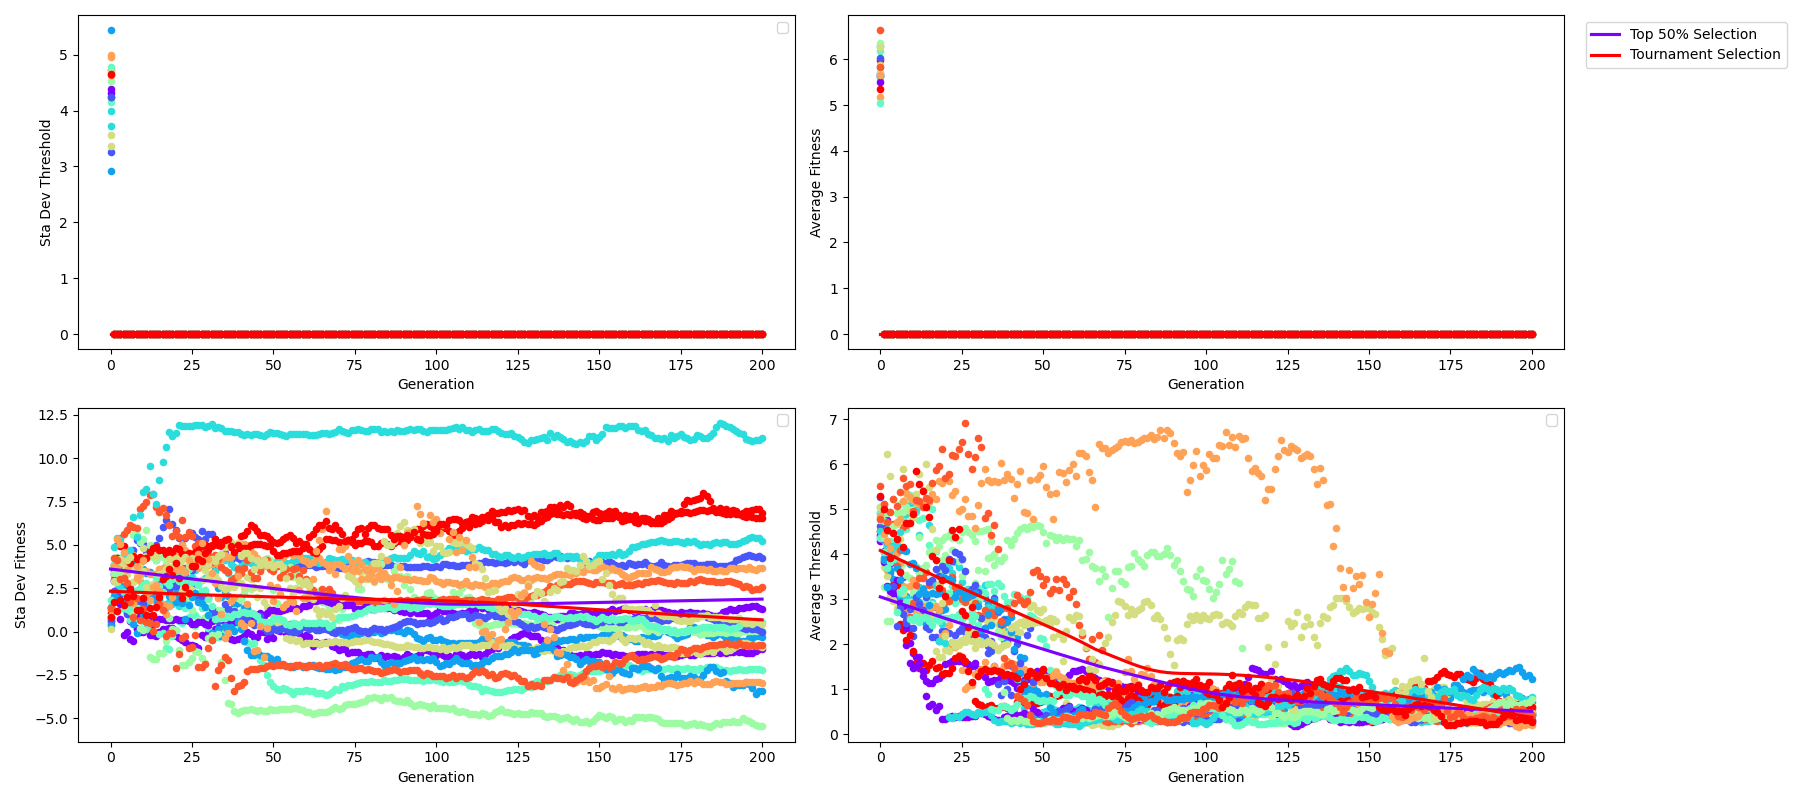 Sta Dev Threshold
5
4
3
2
1
0
0 25 50 75 100 125 150 175 200
Generation
Average Fitness
6
5
4
3
2
1
0
0 25 50 75 100 125 150 175 200
Generation
Top 50% Selection
Tournament Selection
Sta Dev Fitness
12.5
10.0
7.5
5.0
2.5
0.0
−2.5
−5.0
0 25 50 75 100 125 150 175 200
Generation
Average Threshold
7
6
5
4
3
2
1
0
0 25 50 75 100 125 150 175 200
Generation